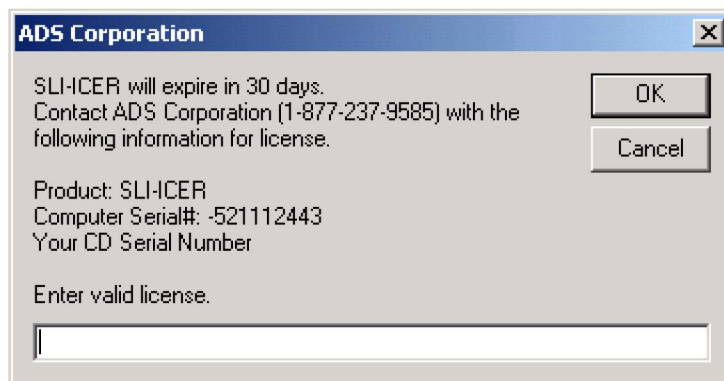 ADS Corporation
SLI-ICER will expire in 30 days.
Contact ADS Corporation (1-877-237-9585) with the
following information for license.
OK
Cancel
Product: SLI-ICER
Computer Serial#: -521112443
Your CD Serial Number
Enter valid license.